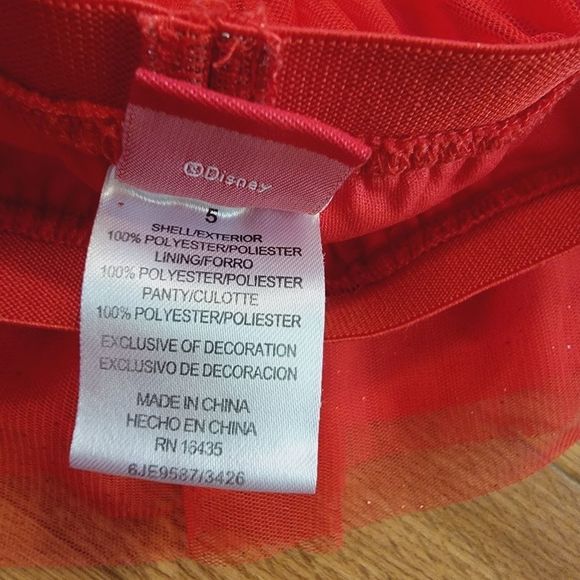 ©Disney
5
SHELL/EXTERIOR
100% POLYESTER/POLIESTER
LINING/FORRO
100% POLYESTER/POLIESTER
PANTY/CULOTTE
100% POLYESTER/POLIESTER
EXCLUSIVE OF DECORATION
EXCLUSIVO DE DECORACION
MADE IN CHINA
HECHO EN CHINA
RN 16435
6JE9587/3426